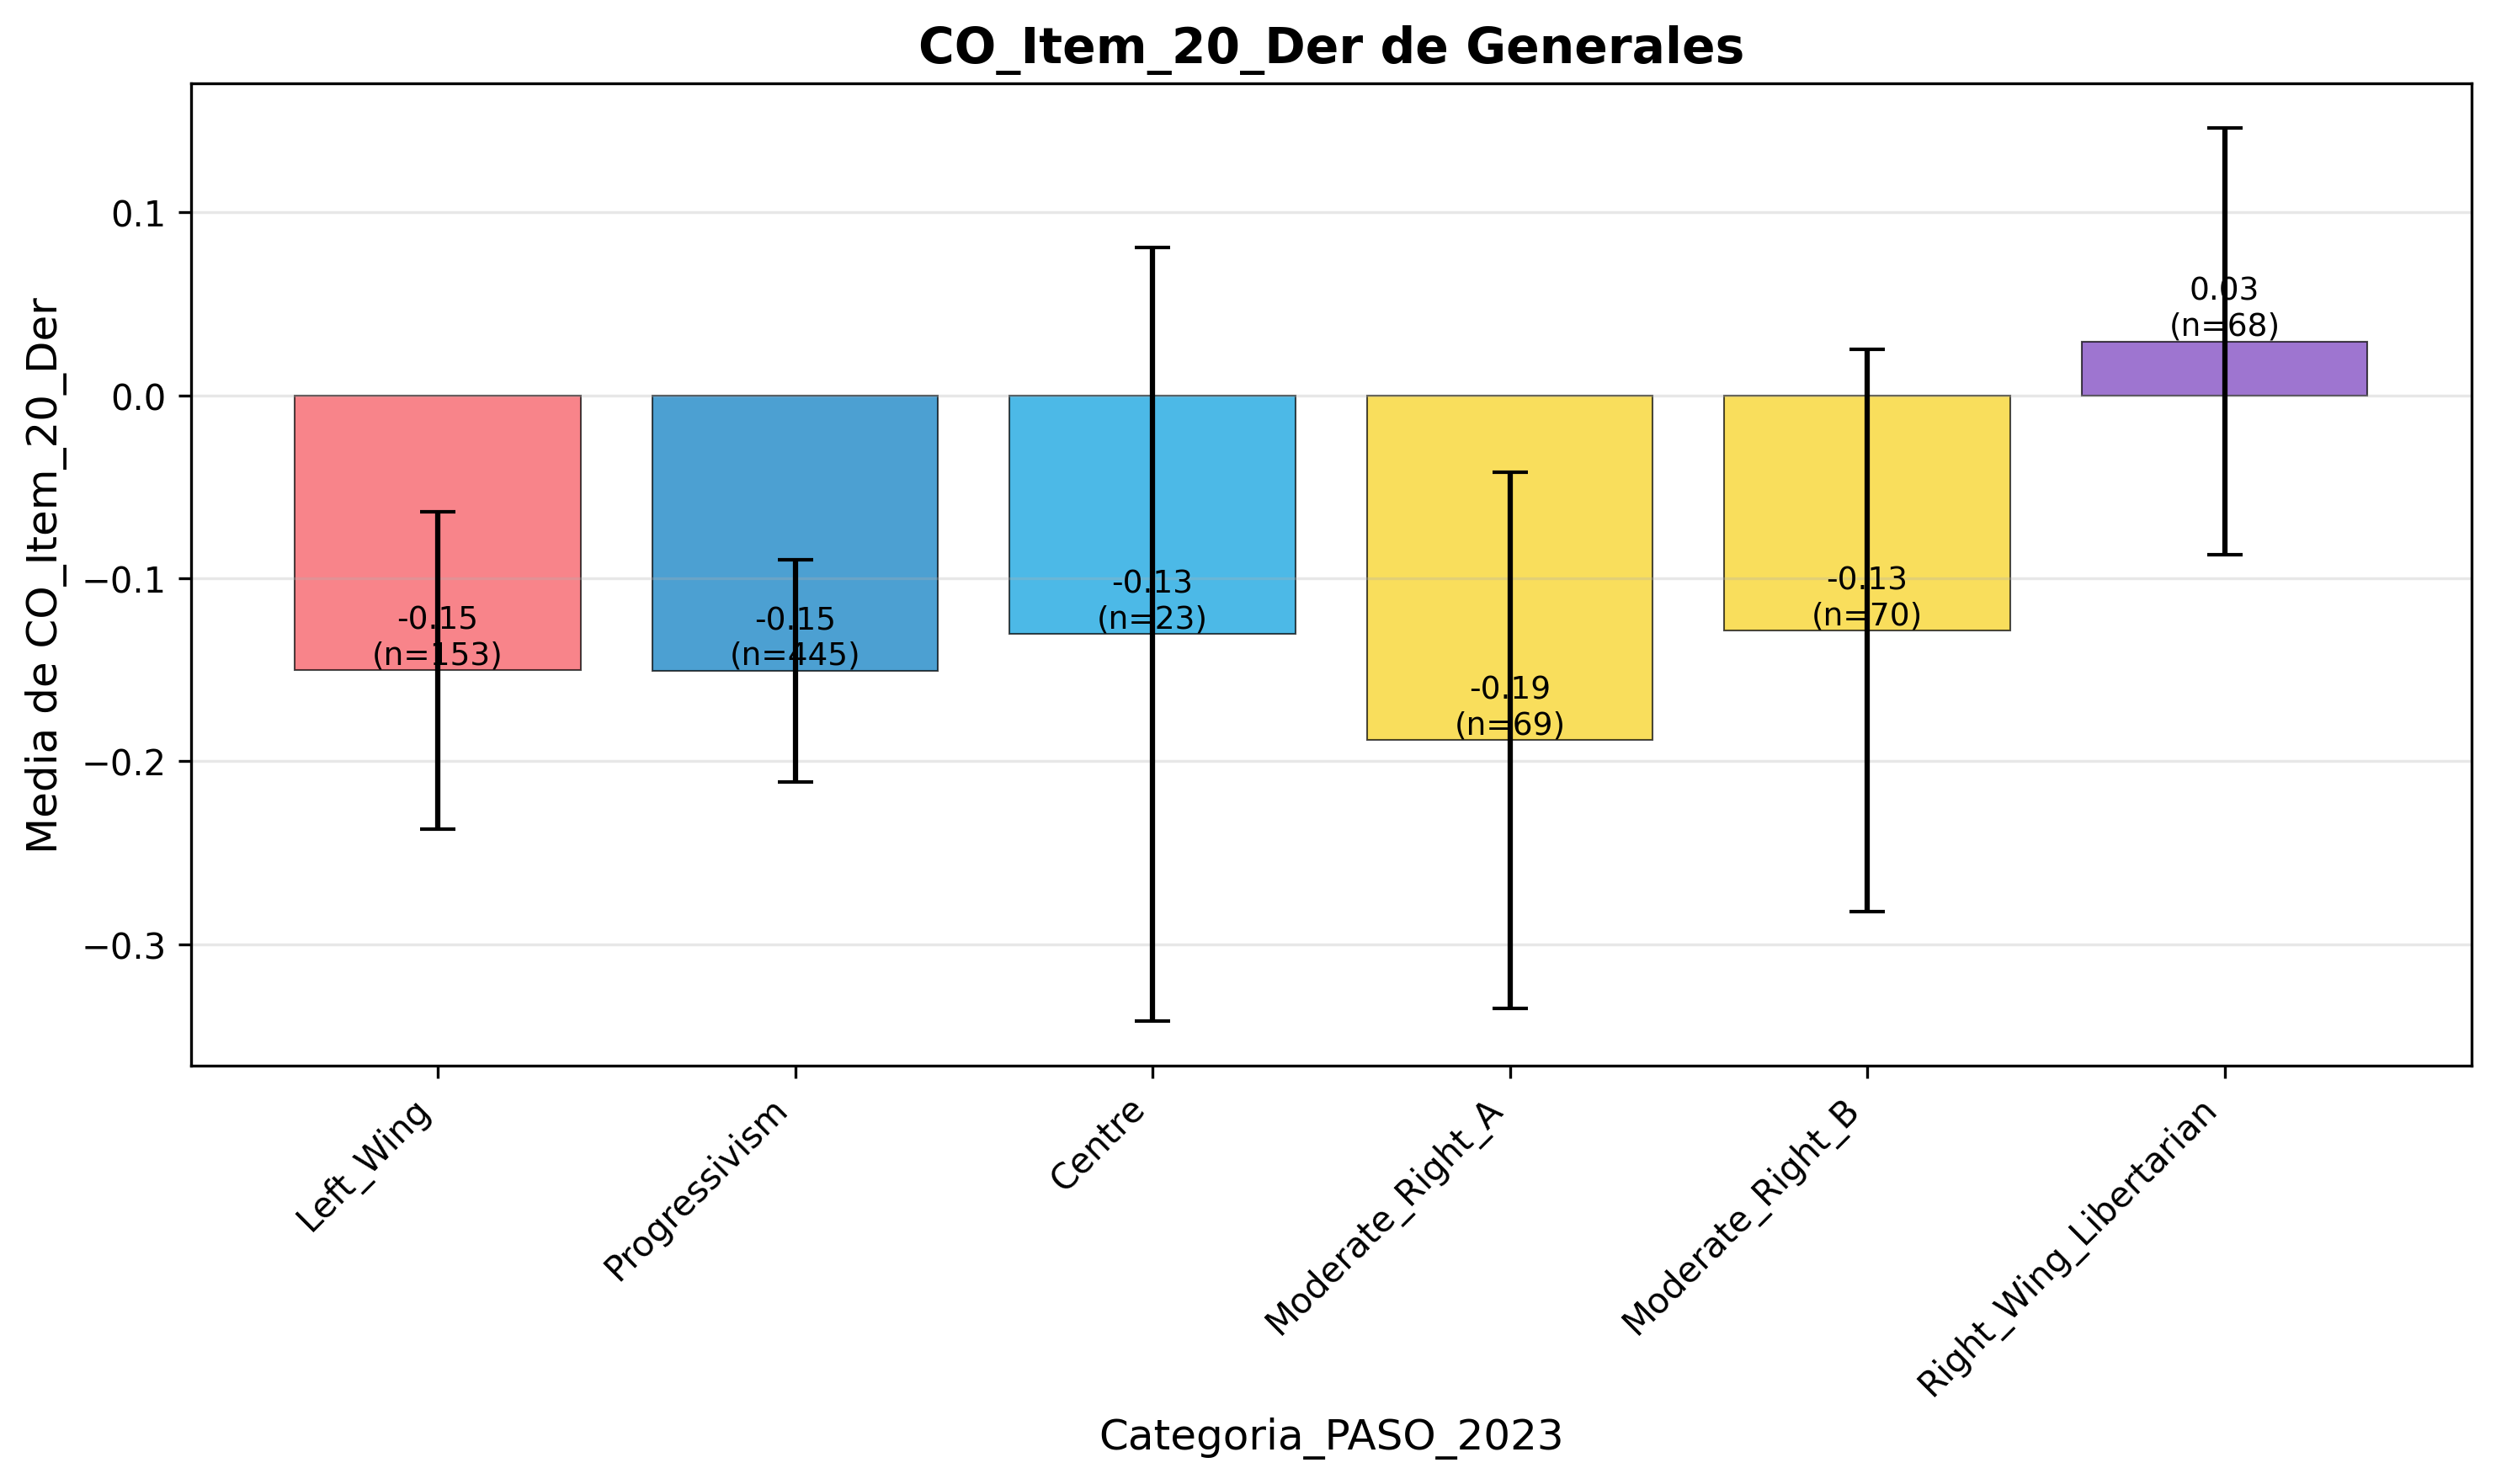 CO_Item_20_Der de Generales
Media de CO_Item_20_Der
0.1
0.0
−0.1
−0.2
−0.3
-0.15
(n=153)
-0.15
(n=445)
-0.13
(n=23)
-0.19
(n=69)
-0.13
(n=70)
0.03
(n=68)
Left_Wing
Progressivism
Centre
Moderate_Right_A
Moderate_Right_B
Right_Wing_Libertarian
Categoria_PASO_2023